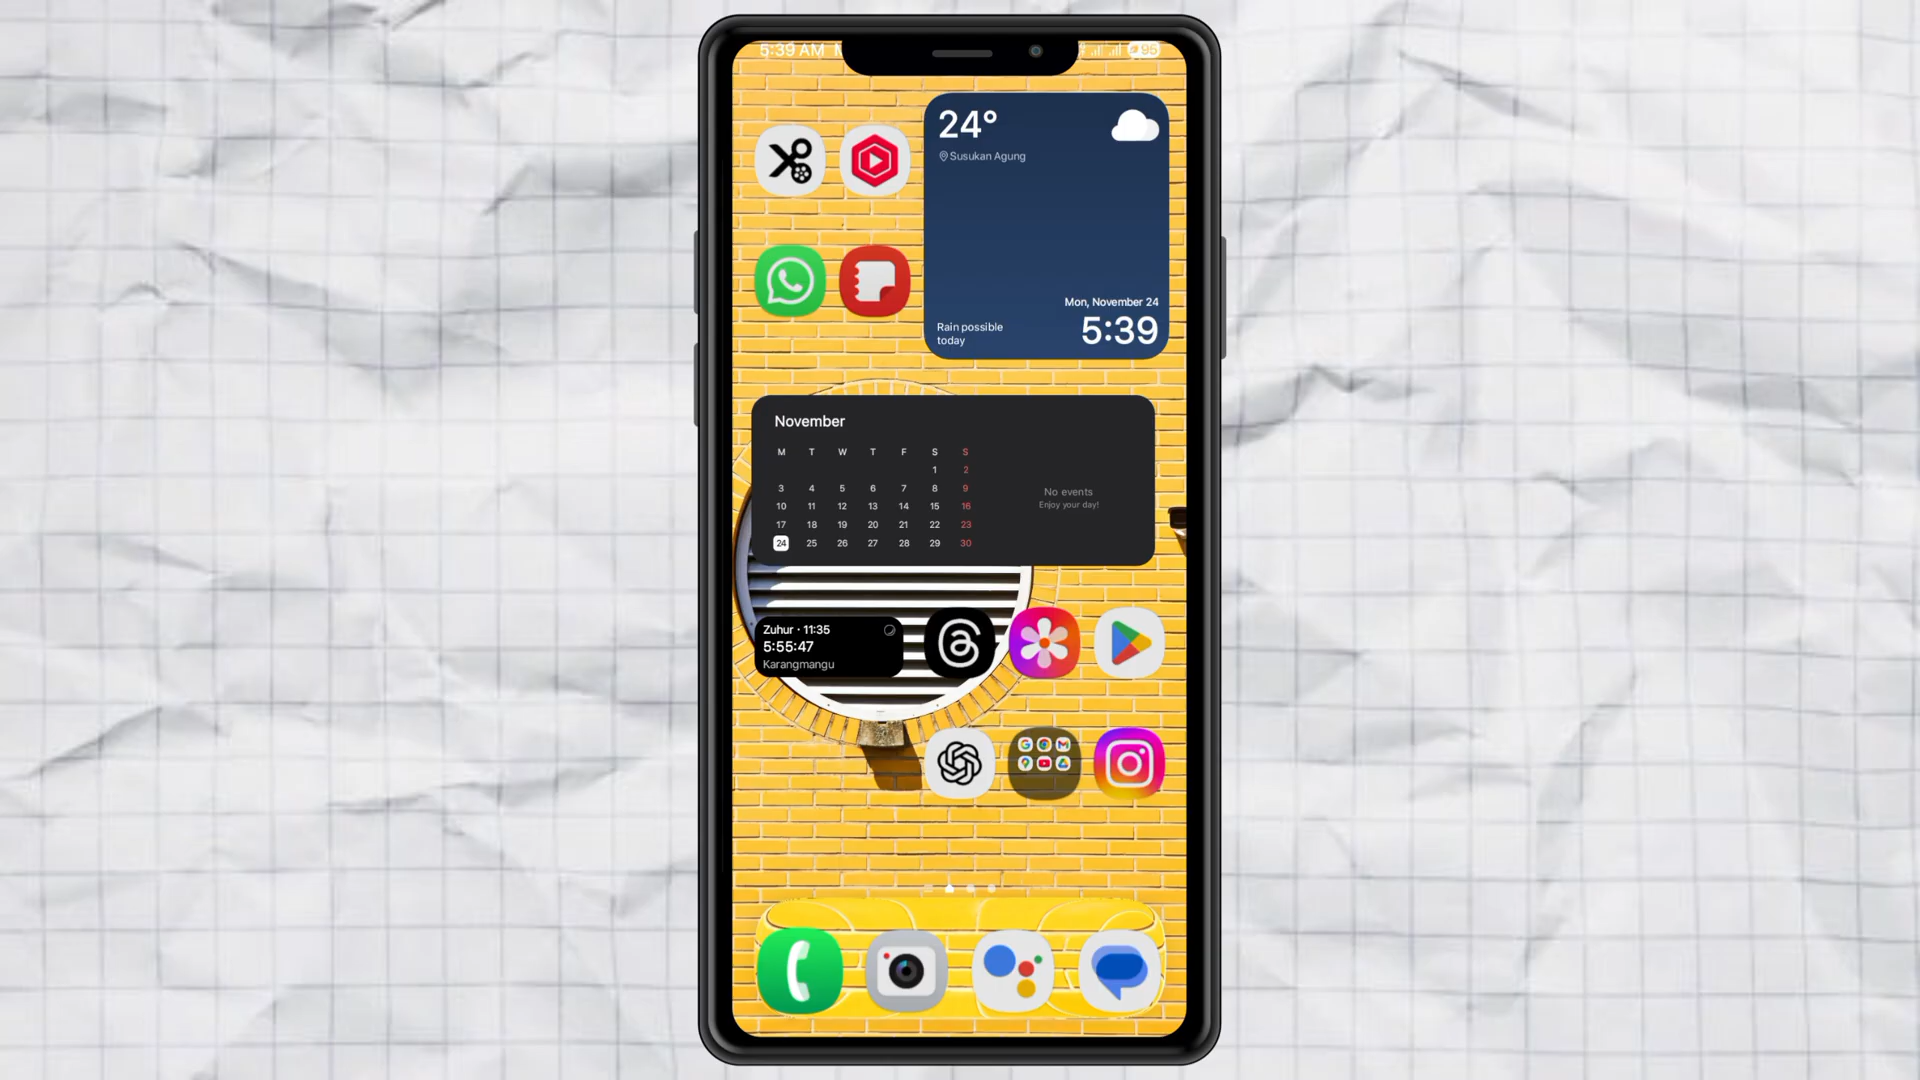 5:39 AM
95
24°
Susukan Agung
Mon, November 24
Rain possible
today
5:39
November
M T W T F S S
1 2
3 4 5 6 7 8 9
10 11 12 13 14 15 16
17 18 19 20 21 22 23
24 25 26 27 28 29 30
No events
Enjoy your day!
Zuhur · 11:35
5:55:47
Karangmangu